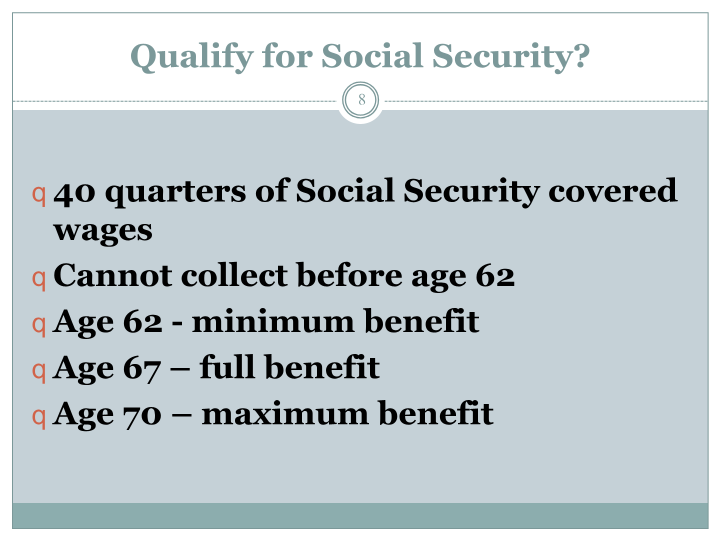 Qualify for Social Security?
8
q 40 quarters of Social Security covered
wages
q Cannot collect before age 62
q Age 62 - minimum benefit
q Age 67 – full benefit
q Age 70 – maximum benefit